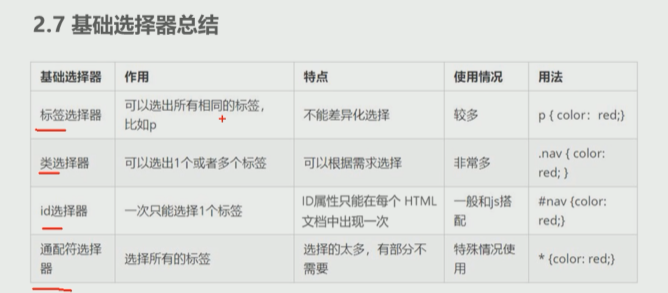 2.7 基础选择器总结
基础选择器 作用 特点 使用情况 用法
标签选择器 可以选出所有相同的标签，
比如p 不能差异化选择 较多 p { color：red;}
类选择器 可以选出1个或者多个标签 可以根据需求选择 非常多 .nav { color:
red; }
id选择器 一次只能选择1个标签 ID属性只能在每个 HTML
文档中出现一次 一般和js搭
配 #nav {color:
red;}
通配符选择
器 选择所有的标签 选择的太多，有部分不
需要 特殊情况使
用 * {color: red;}